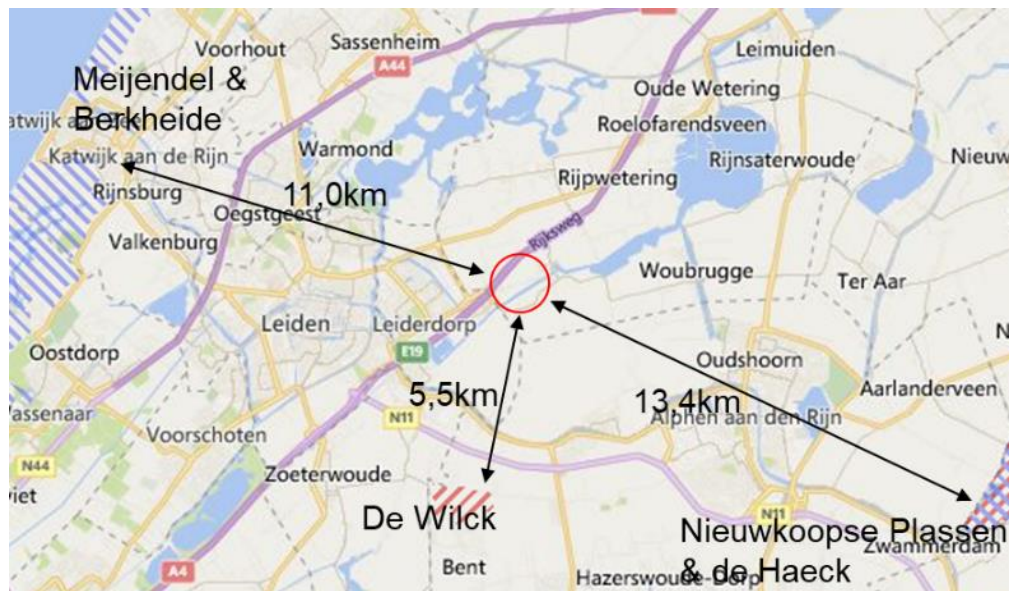 Voorhout
Sassenheim
A44
Leimuiden
Meijendel &
Berkheide
Oude Wetering
Katwijk aan de Rijn
Warmond
Roelofarendsveen
Rijnsaterwoude
Nieuw
Rijnsburg
11,0km
Rijpwetering
Oegstgeest
Valkenburg
Rijksweg
Woubrugge
Ter Aar
Leiden
Leiderdorp
E19
Oostdorp
Oudshoorn
5,5km
13,4km
Aarlanderveen
assenaar
N11
Alphen aan den Rijn
Voorschoten
N44
Zoeterwoude
viet
De Wilck
N11
Nieuwkoopse Plassen
& de Haeck
Zwammerdam
A4
Bent
Hazerswoude-Dorp